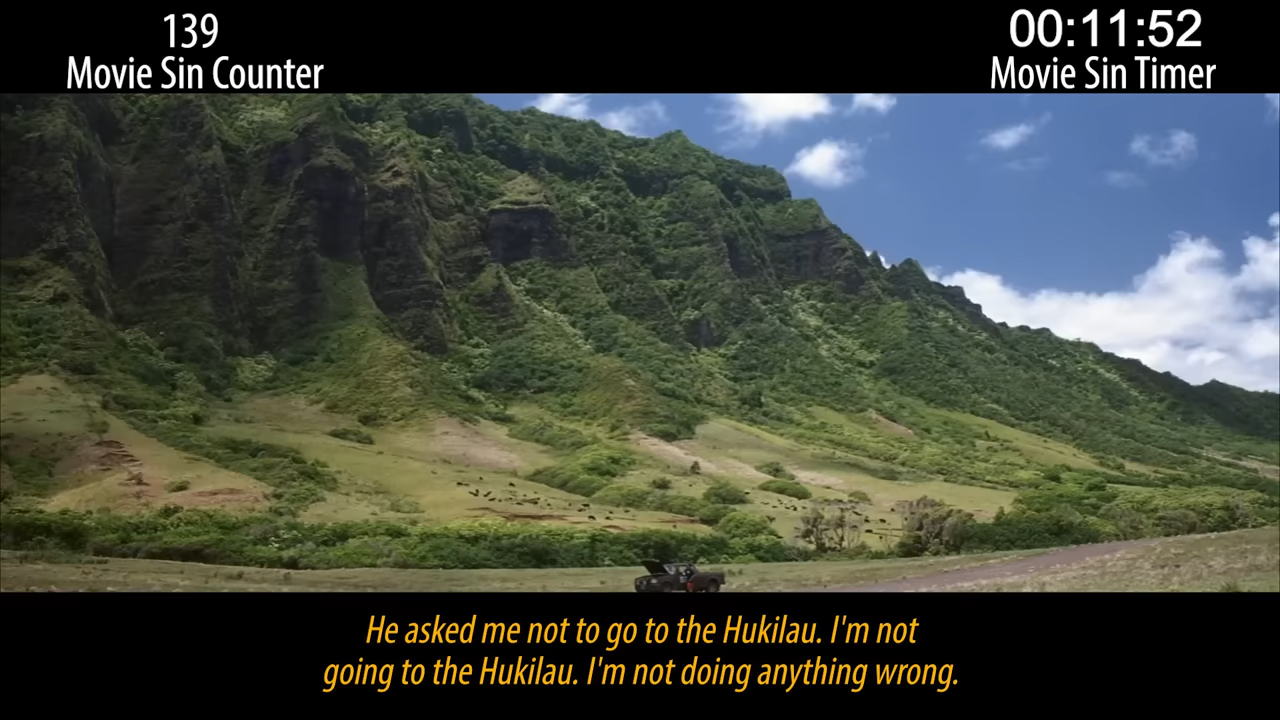 139
Movie Sin Counter
00:11:52
Movie Sin Timer
He asked me not to go to the Hukilau. I'm not
going to the Hukilau. I'm not doing anything wrong.